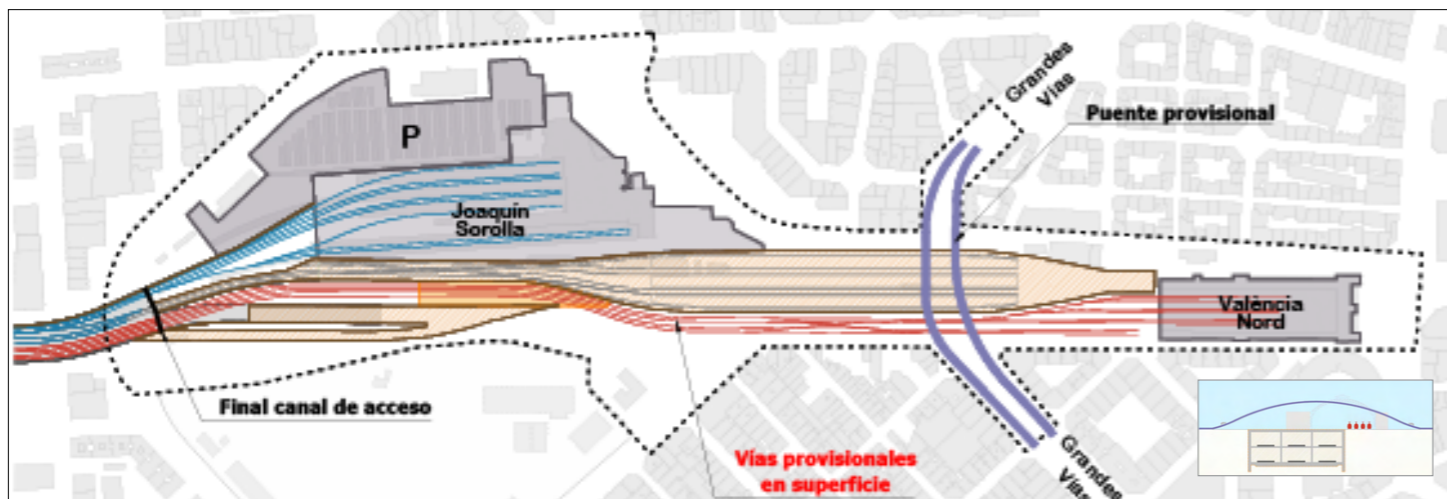 Grandes
Vías
Puente provisional
P
Joaquín
Sorolla
València
Nord
Final canal de acceso
Vías provisionales
en superficie
Grandes
Vías